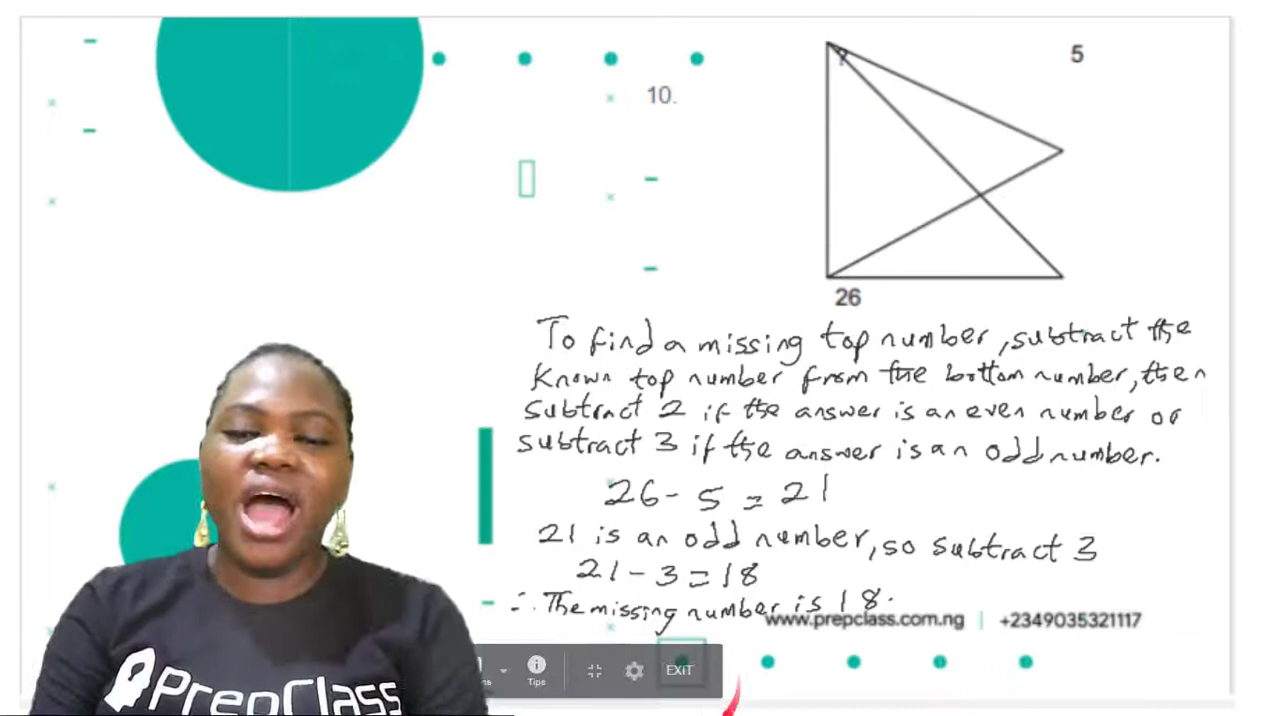 ?
5
10.
26
To find a missing top number, subtract the
known top number from the bottom number, then
subtract 2 if the answer is an even number or
subtract 3 if the answer is an odd number.
26 - 5 = 21
21 is an odd number, so subtract 3
21 - 3 = 18
∴ The missing number is 18.
www.prepclass.com.ng | +2349035321117
Tips
EXIT
PrepClass